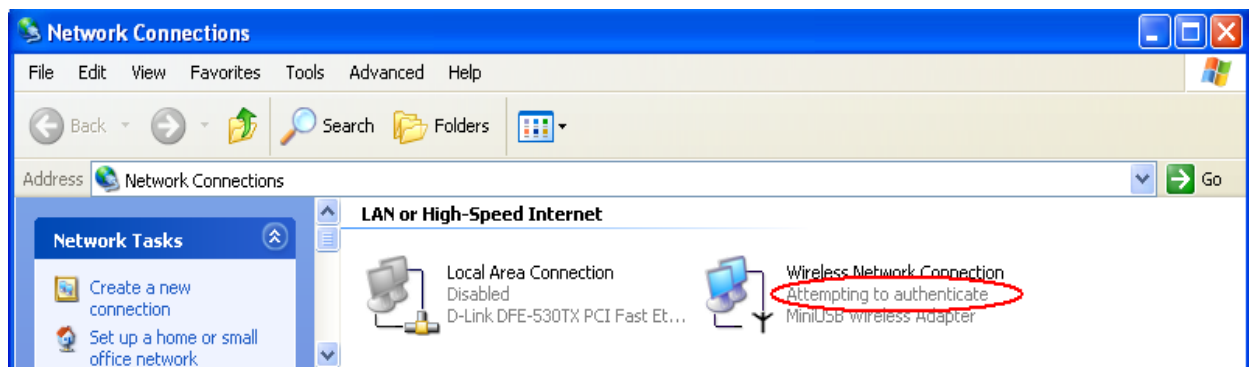 Network Connections
File Edit View Favorites Tools Advanced Help
Back Search Folders
Address Network Connections Go
Network Tasks
Create a new
connection
Set up a home or small
office network
LAN or High-Speed Internet
Local Area Connection
Disabled
D-Link DFE-530TX PCI Fast Et...
Wireless Network Connection
Attempting to authenticate
MiniUSB Wireless Adapter